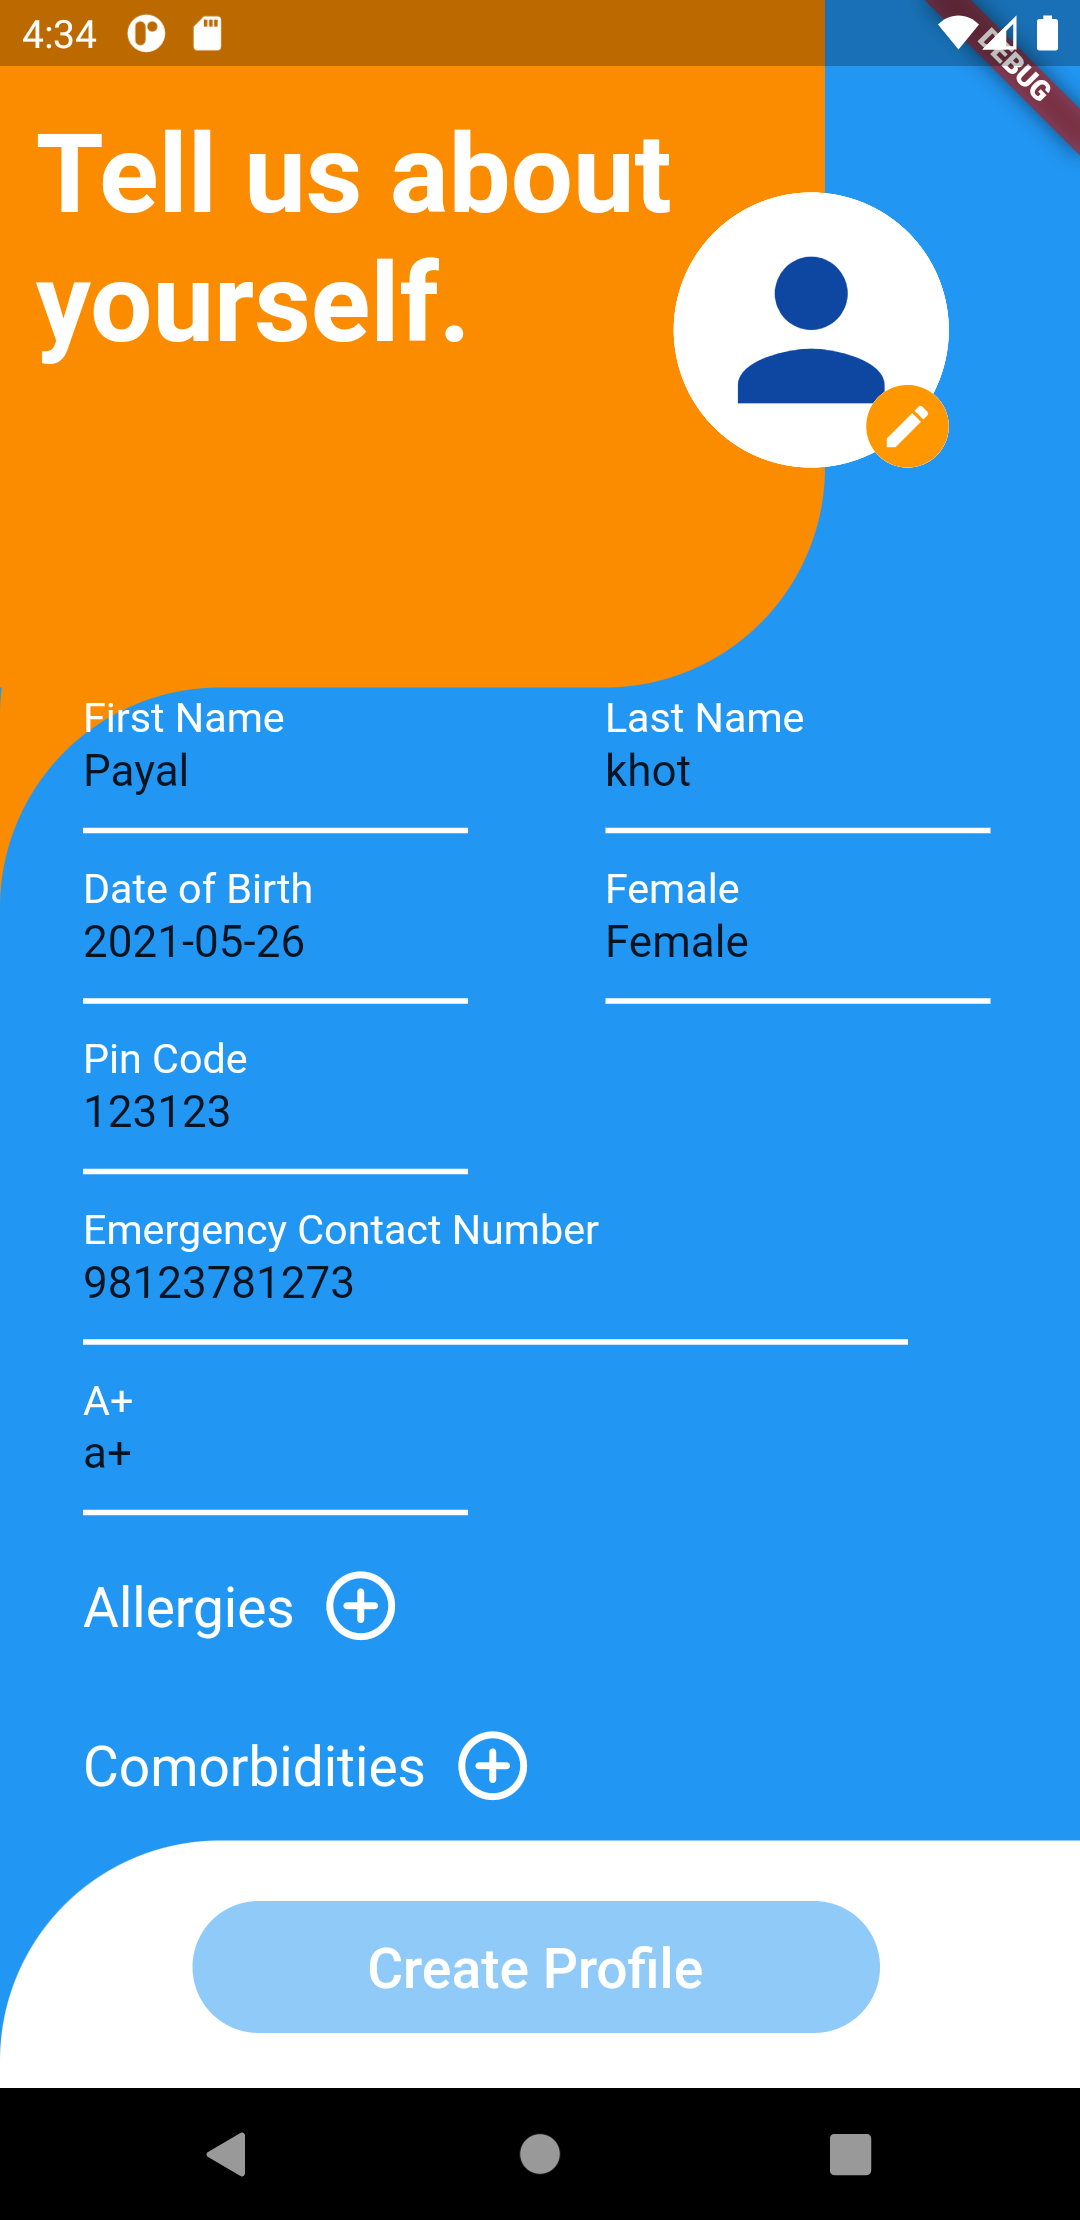 4:34
DEBUG
Tell us about
yourself.
First Name
Last Name
Payal
khot
Date of Birth
Female
2021-05-26
Female
Pin Code
123123
Emergency Contact Number
98123781273
A+
a+
Allergies
Comorbidities
Create Profile